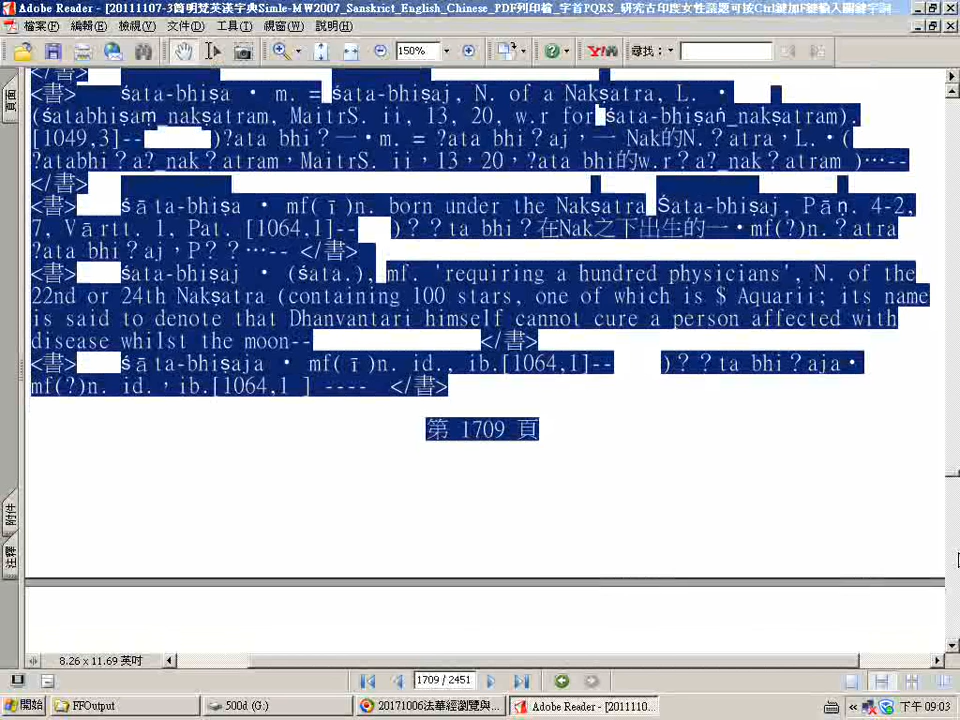 Adobe Reader - [20111107-3簡明梵英漢字典Simle-MW2007_Sanskrict_English_Chinese_PDF列印檔_字首PQRS_研究古印度女性議題可按Ctrl鍵加F鍵輸入關鍵字詞
檔案(F) 編輯(E) 檢視(V) 文件(D) 工具(T) 視窗(W) 說明(H)
150% 尋找：
頁面
</書>
<書> śata-bhiṣa · m. = śata-bhiṣaj, N. of a Nakṣatra, L. ·
(śatabhiṣaṃ_nakṣatram, MaitrS. ii, 13, 20, w.r for śata-bhiṣaṅ_nakṣatram).
[1049,3]-- )?ata bhi？一·m. = ?ata bhi？aj，一 Nak的N.？atra，L.·(
?atabhi？a?_nak？atram，MaitrS. ii，13，20，?ata bhi的w.r？a?_nak？atram )…--
</書>
<書> śāta-bhiṣa · mf(ī)n. born under the Nakṣatra Śata-bhiṣaj, Pāṇ. 4-2,
7, Vārtt. 1, Pat. [1064,1]-- )？？ta bhi？在Nak之下出生的一·mf(?)n.？atra
?ata bhi？aj，P？？…-- </書>
<書> śata-bhiṣaj · (śata.), mf. 'requiring a hundred physicians', N. of the
22nd or 24th Nakṣatra (containing 100 stars, one of which is $ Aquarii; its name
is said to denote that Dhanvantari himself cannot cure a person affected with
disease whilst the moon-- </書>
<書> śāta-bhiṣaja · mf(ī)n. id., ib.[1064,1]-- )？？ta bhi？aja·
mf(?)n. id.，ib.[1064,1 ] ---- </書>
第 1709 頁
附件
注釋
8.26 x 11.69 英吋
1709 / 2451
開始 FFOutput 500d (G:) 20171006法華經瀏覽與... Adobe Reader - [2011110... « 下午 09:03